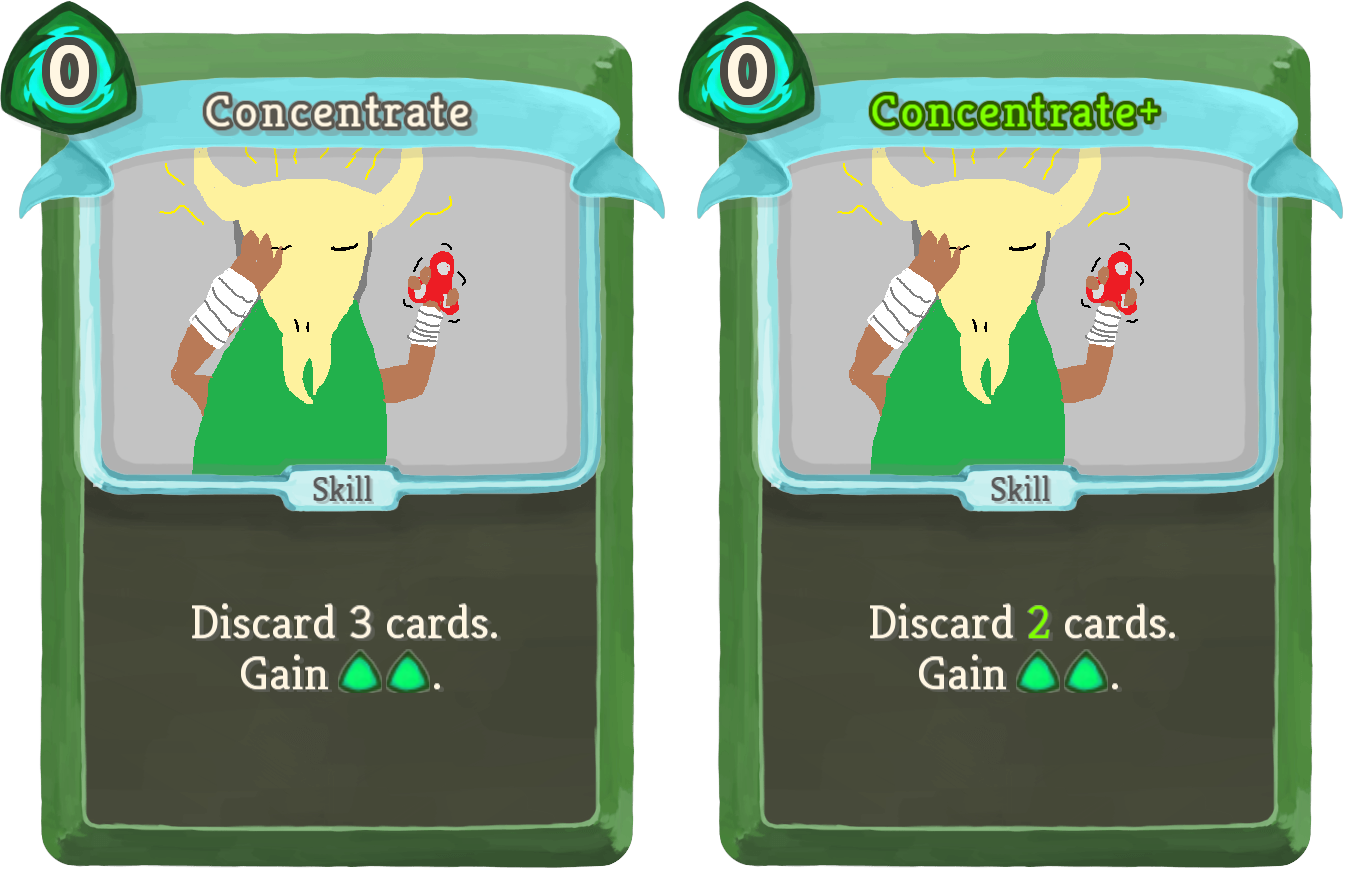 0
Concentrate
Skill
Discard 3 cards.
Gain .
0
Concentrate+
Skill
Discard 2 cards.
Gain .